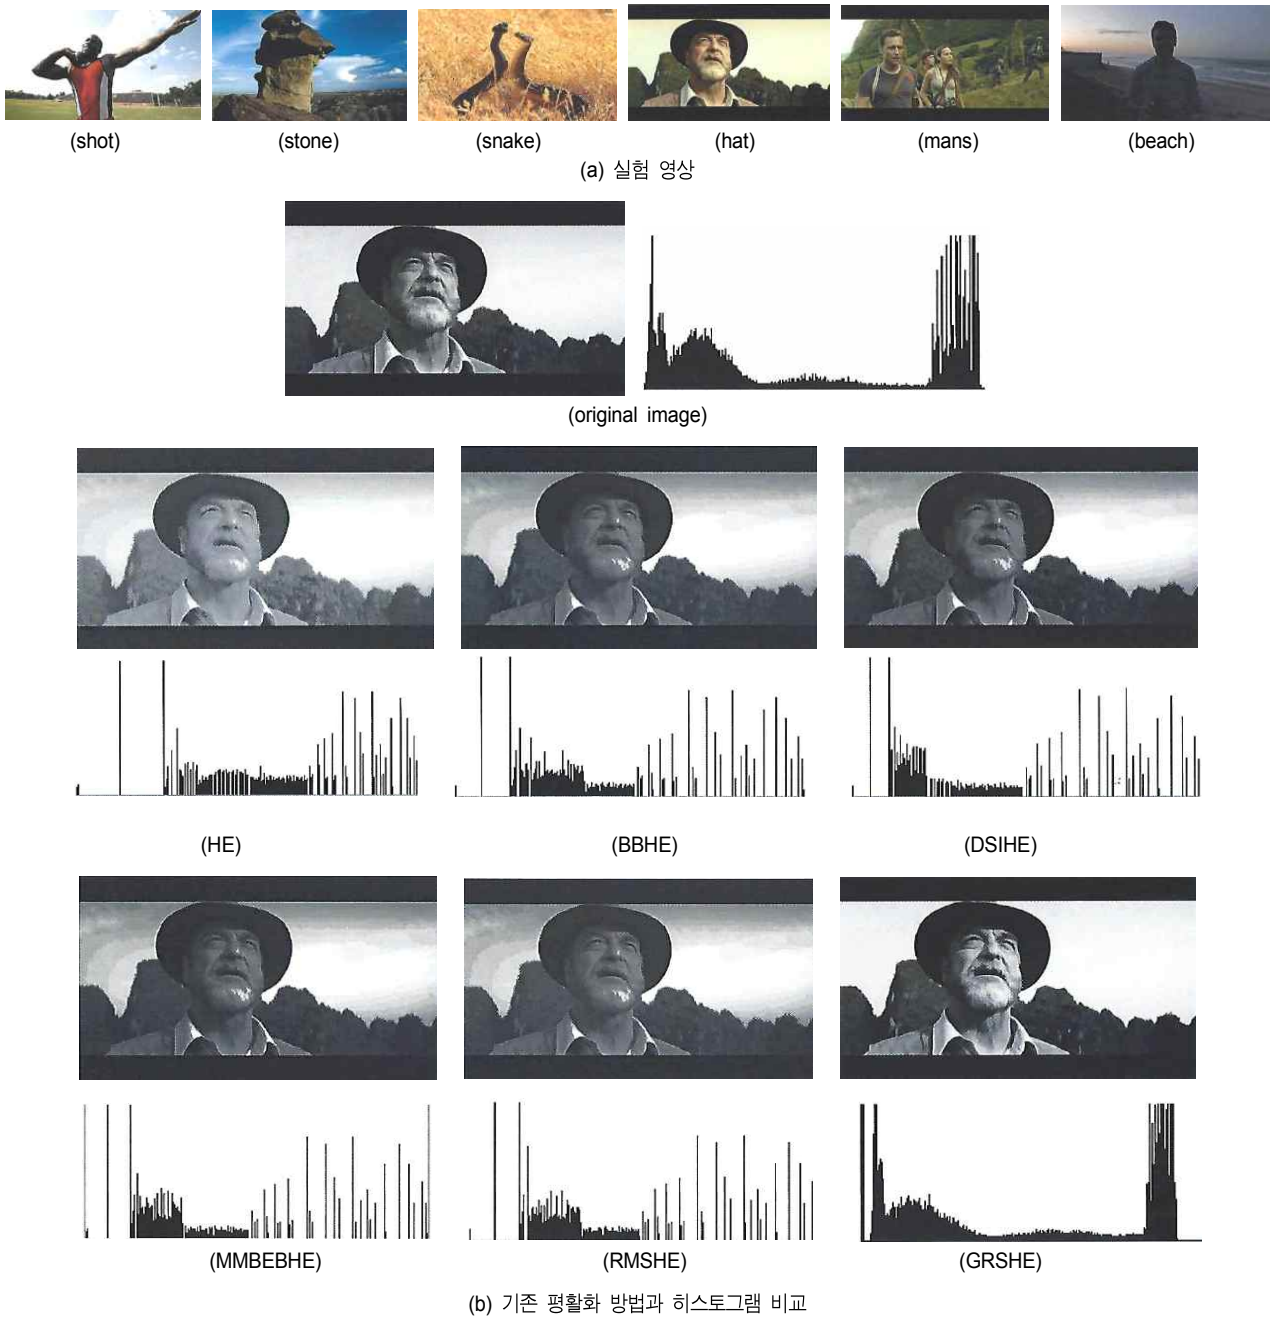 (shot)
(stone)
(snake)
(hat)
(mans)
(beach)
(a) 실험 영상
(original image)
(HE)
(BBHE)
(DSIHE)
(MMBEBHE)
(RMSHE)
(GRSHE)
(b) 기존 평활화 방법과 히스토그램 비교